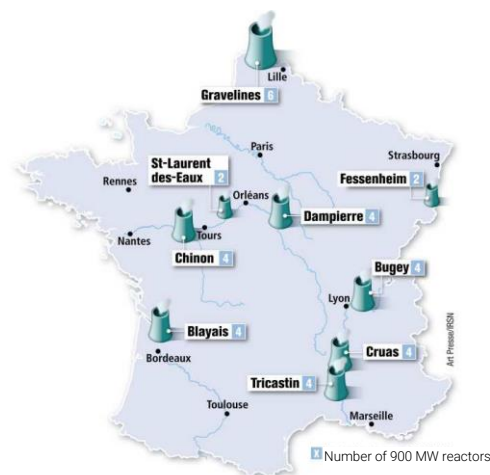 Lille
Gravelines 6
Paris
Strasbourg
St-Laurent
des-Eaux 2
Fessenheim 2
Rennes
Orléans
Dampierre 4
Nantes
Tours
Chinon 4
Bugey 4
Lyon
Blayais 4
Bordeaux
Cruas 4
Tricastin 4
Toulouse
Marseille
Art Presse/IRSN
x Number of 900 MW reactors